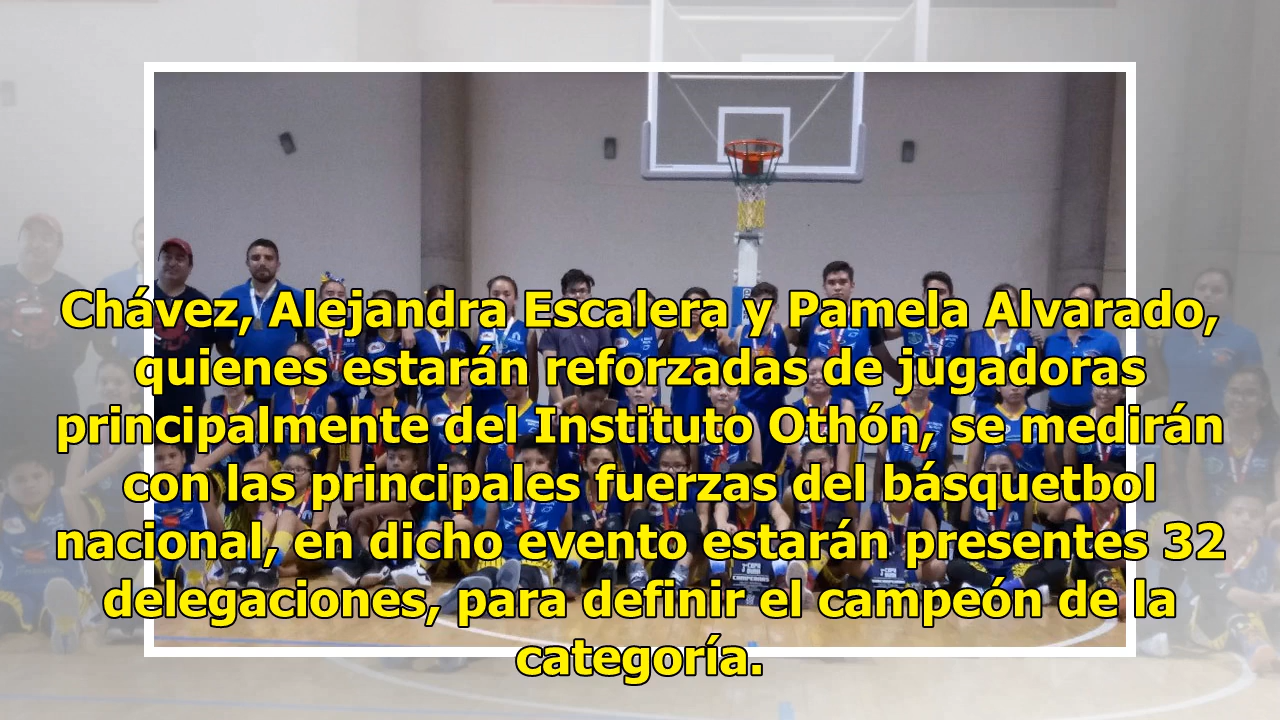 Chávez, Alejandra Escalera y Pamela Alvarado,
quienes estarán reforzadas de jugadoras
principalmente del Instituto Othón, se medirán
con las principales fuerzas del básquetbol
nacional, en dicho evento estarán presentes 32
delegaciones, para definir el campeón de la
categoría.
CAMPEONAS